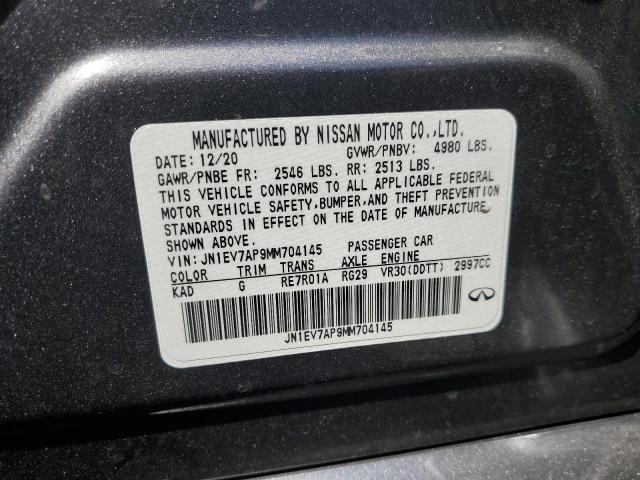 MANUFACTURED BY NISSAN MOTOR CO.,LTD.
DATE: 12/20 GVWR/PNBV: 4980 LBS.
GAWR/PNBE FR: 2546 LBS. RR: 2513 LBS.
THIS VEHICLE CONFORMS TO ALL APPLICABLE FEDERAL
MOTOR VEHICLE SAFETY,BUMPER,AND THEFT PREVENTION
STANDARDS IN EFFECT ON THE DATE OF MANUFACTURE
SHOWN ABOVE.
VIN: JN1EV7AP9MM704145 PASSENGER CAR
COLOR TRIM TRANS AXLE ENGINE
KAD G RE7R01A RG29 VR30(DDTT) 2997CC
JN1EV7AP9MM704145